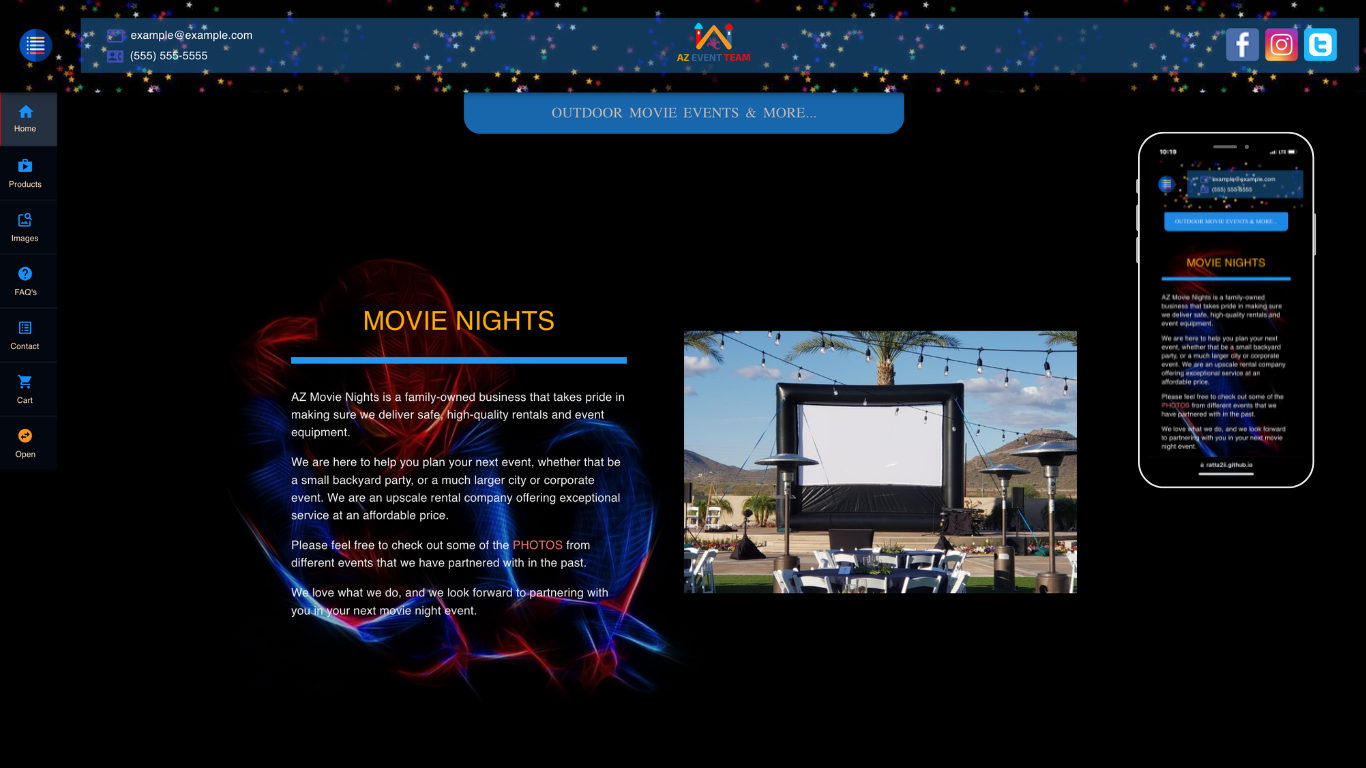 example@example.com
(555) 555-5555
AZ EVENT TEAM
OUTDOOR MOVIE EVENTS & MORE...
Home
Products
Images
FAQ's
Contact
Cart
Open
MOVIE NIGHTS
AZ Movie Nights is a family-owned business that takes pride in
making sure we deliver safe, high-quality rentals and event
equipment.
We are here to help you plan your next event, whether that be
a small backyard party, or a much larger city or corporate
event. We are an upscale rental company offering exceptional
service at an affordable price.
Please feel free to check out some of the PHOTOS from
different events that we have partnered with in the past.
We love what we do, and we look forward to partnering with
you in your next movie night event.
10:19
LTE
example@example.com
(555) 555-5555
OUTDOOR MOVIE EVENTS & MORE...
MOVIE NIGHTS
AZ Movie Nights is a family-owned
business that takes pride in making sure
we deliver safe, high-quality rentals and
event equipment.
We are here to help you plan your next
event, whether that be a small backyard
party, or a much larger city or corporate
event. We are an upscale rental company
offering exceptional service at an
affordable price.
Please feel free to check out some of the
PHOTOS from different events that we
have partnered with in the past.
We love what we do, and we look forward
to partnering with you in your next movie
night event.
ratta2ii.github.io